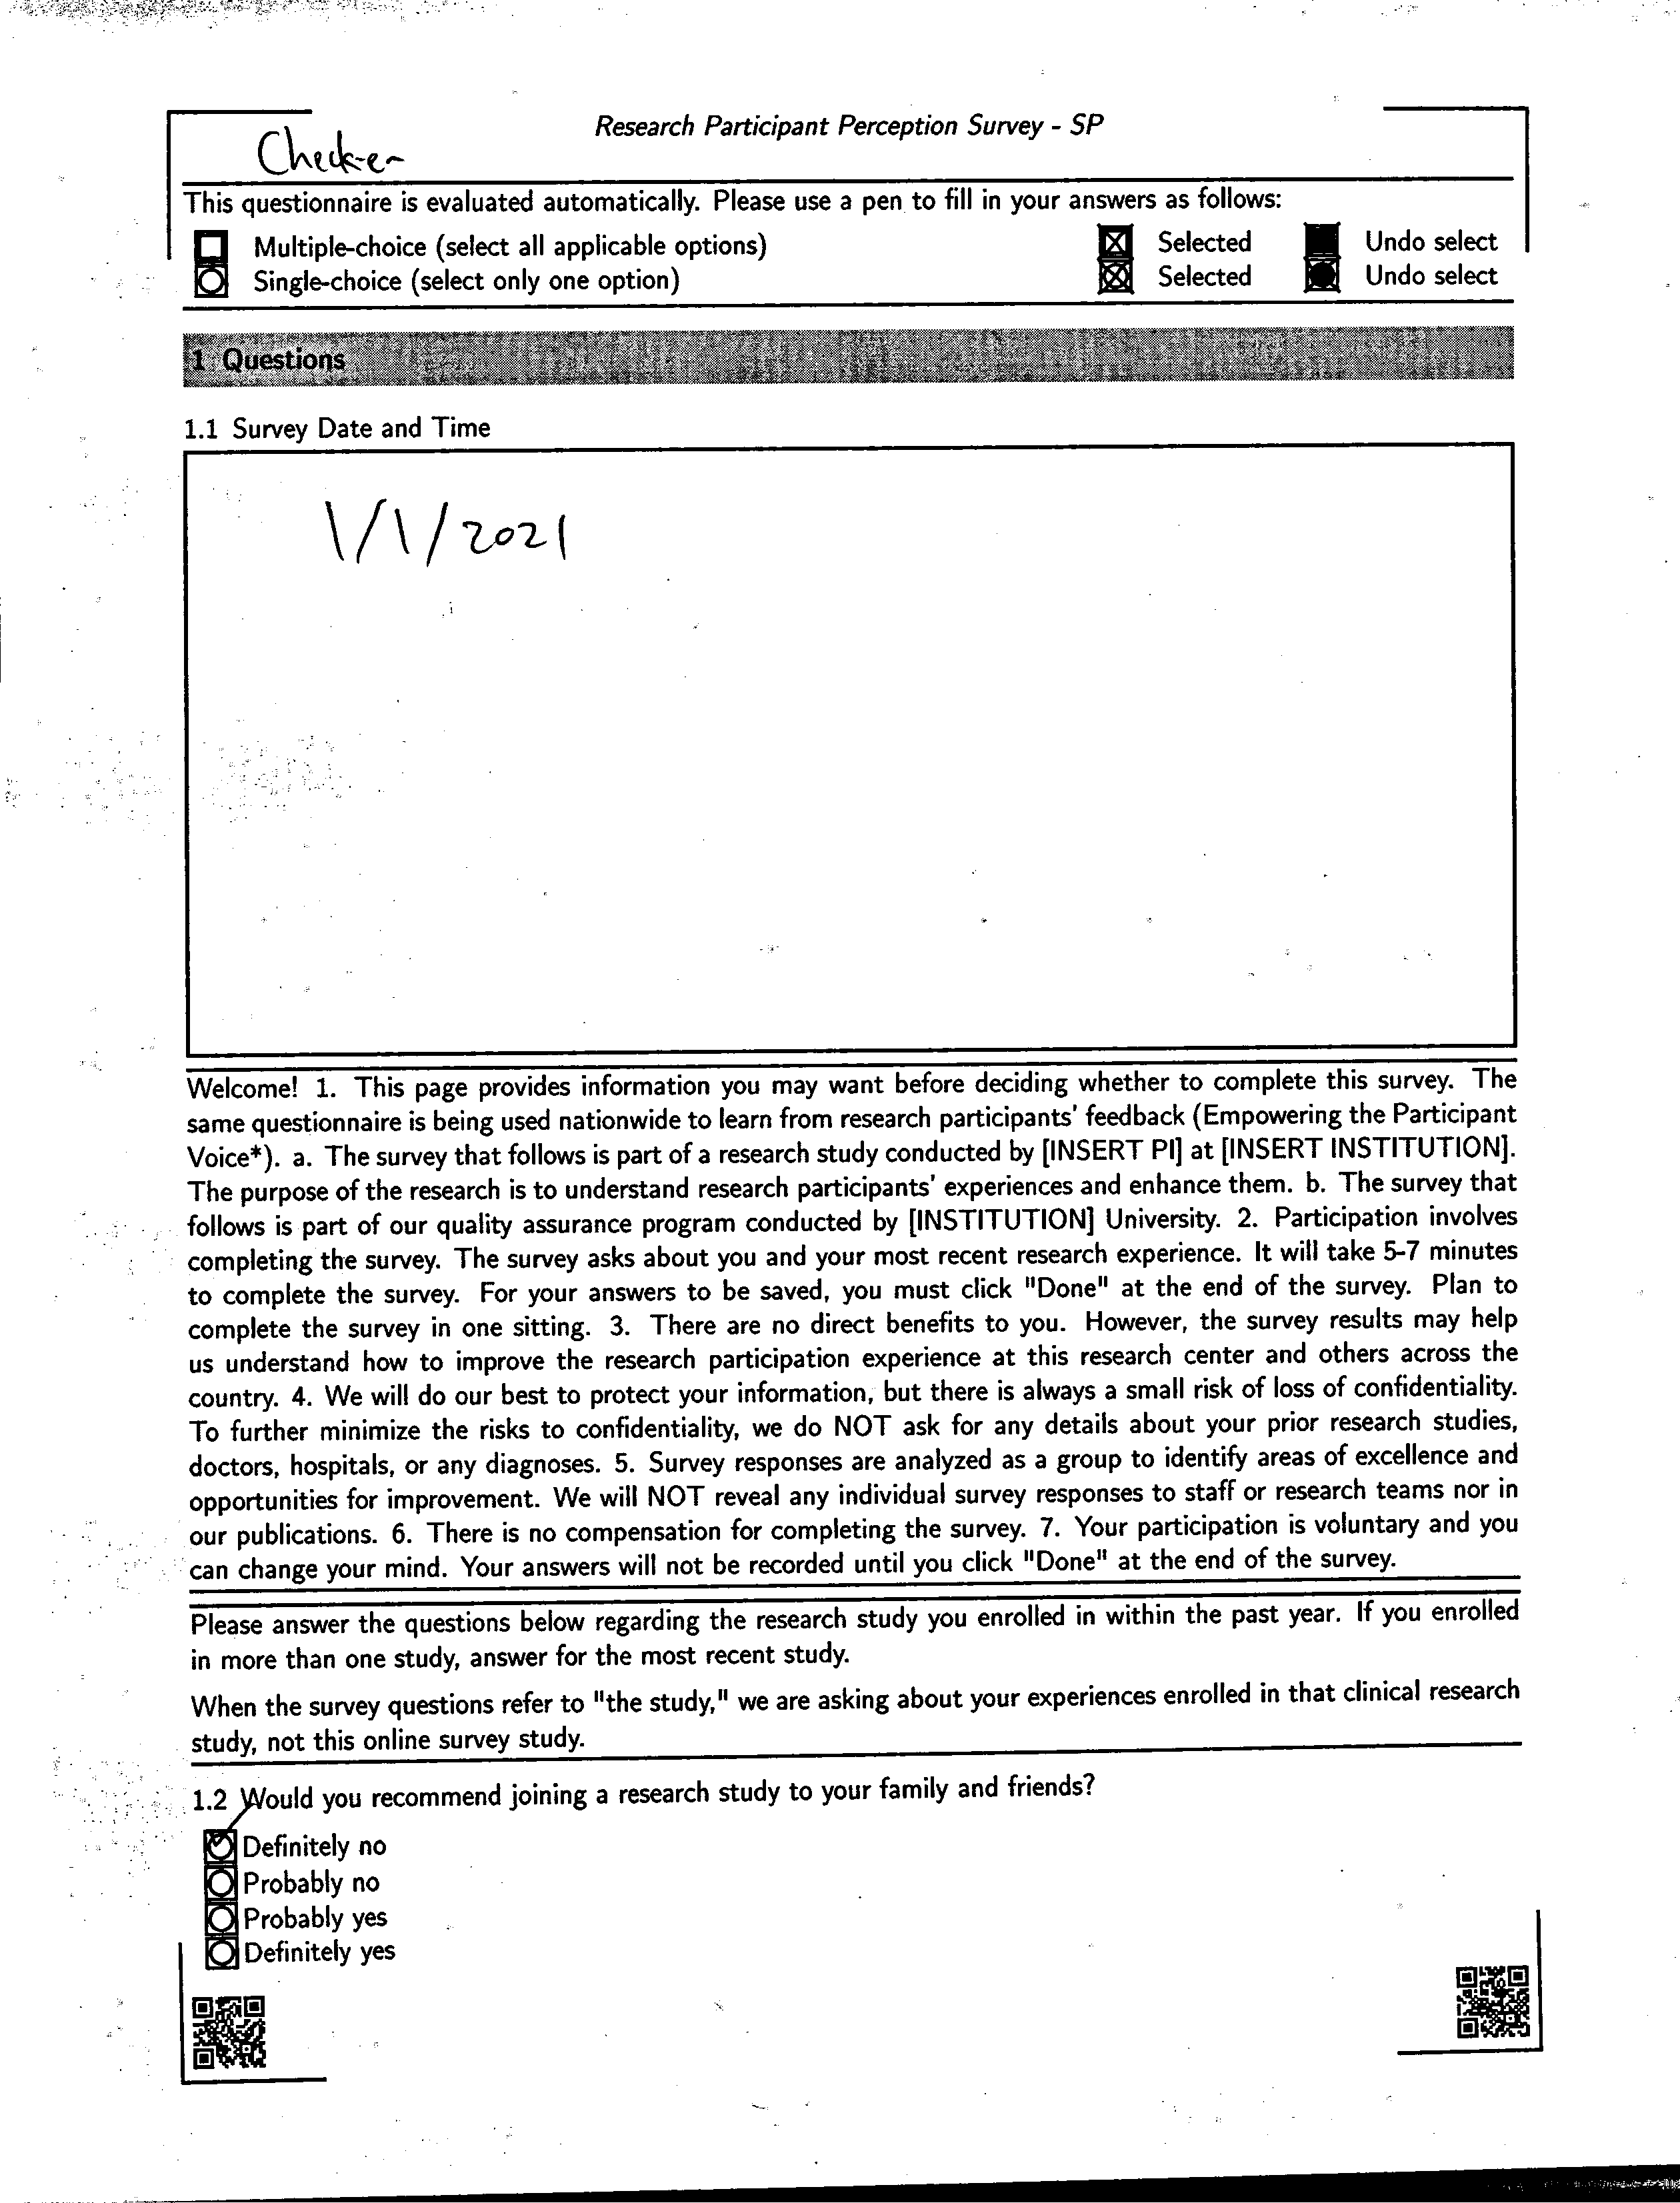 Research Participant Perception Survey - SP
Checker
This questionnaire is evaluated automatically. Please use a pen to fill in your answers as follows:
Multiple-choice (select all applicable options) Selected Undo select
Single-choice (select only one option) Selected Undo select
1 Questions
1.1 Survey Date and Time
1/1/2021
Welcome! 1. This page provides information you may want before deciding whether to complete this survey. The
same questionnaire is being used nationwide to learn from research participants' feedback (Empowering the Participant
Voice*). a. The survey that follows is part of a research study conducted by [INSERT PI] at [INSERT INSTITUTION].
The purpose of the research is to understand research participants' experiences and enhance them. b. The survey that
follows is part of our quality assurance program conducted by [INSTITUTION] University. 2. Participation involves
completing the survey. The survey asks about you and your most recent research experience. It will take 5-7 minutes
to complete the survey. For your answers to be saved, you must click "Done" at the end of the survey. Plan to
complete the survey in one sitting. 3. There are no direct benefits to you. However, the survey results may help
us understand how to improve the research participation experience at this research center and others across the
country. 4. We will do our best to protect your information, but there is always a small risk of loss of confidentiality.
To further minimize the risks to confidentiality, we do NOT ask for any details about your prior research studies,
doctors, hospitals, or any diagnoses. 5. Survey responses are analyzed as a group to identify areas of excellence and
opportunities for improvement. We will NOT reveal any individual survey responses to staff or research teams nor in
our publications. 6. There is no compensation for completing the survey. 7. Your participation is voluntary and you
can change your mind. Your answers will not be recorded until you click "Done" at the end of the survey.
Please answer the questions below regarding the research study you enrolled in within the past year. If you enrolled
in more than one study, answer for the most recent study.
When the survey questions refer to "the study," we are asking about your experiences enrolled in that clinical research
study, not this online survey study.
1.2 Would you recommend joining a research study to your family and friends?
Definitely no
Probably no
Probably yes
Definitely yes